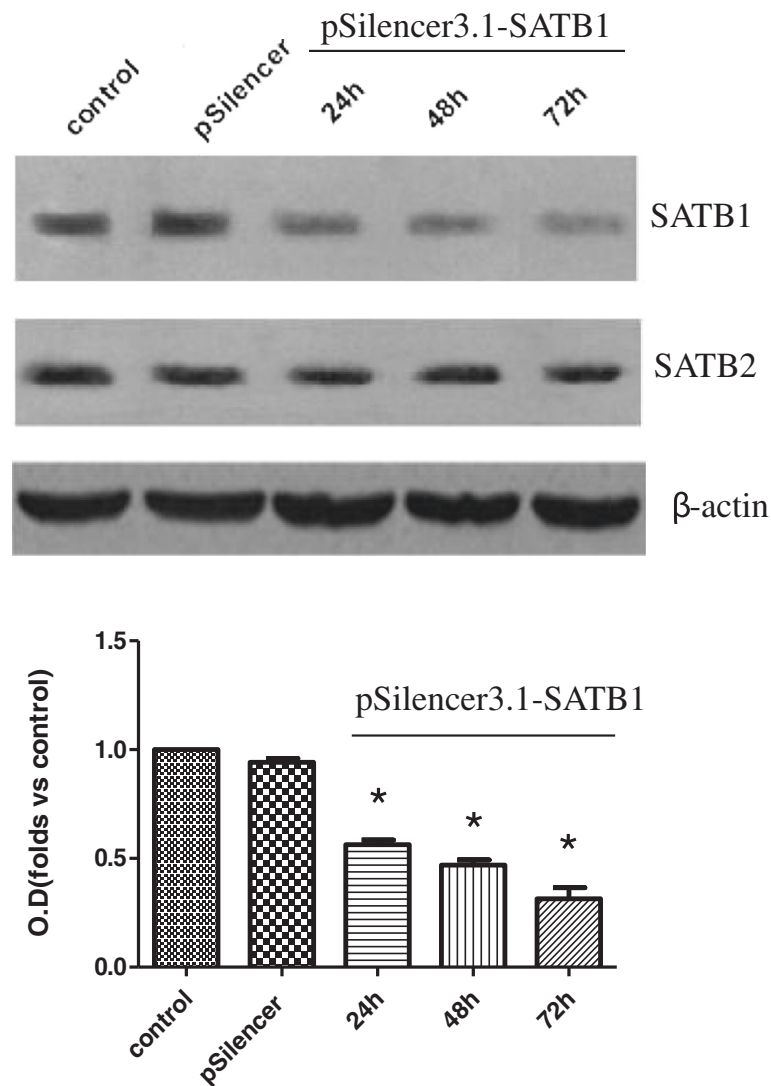 pSilencer3.1-SATB1
control pSilencer 24h 48h 72h
SATB1
SATB2
β-actin
1.5
pSilencer3.1-SATB1
1.0
* * *
0.5
0.0
O.D(folds vs control)
control pSilencer 24h 48h 72h